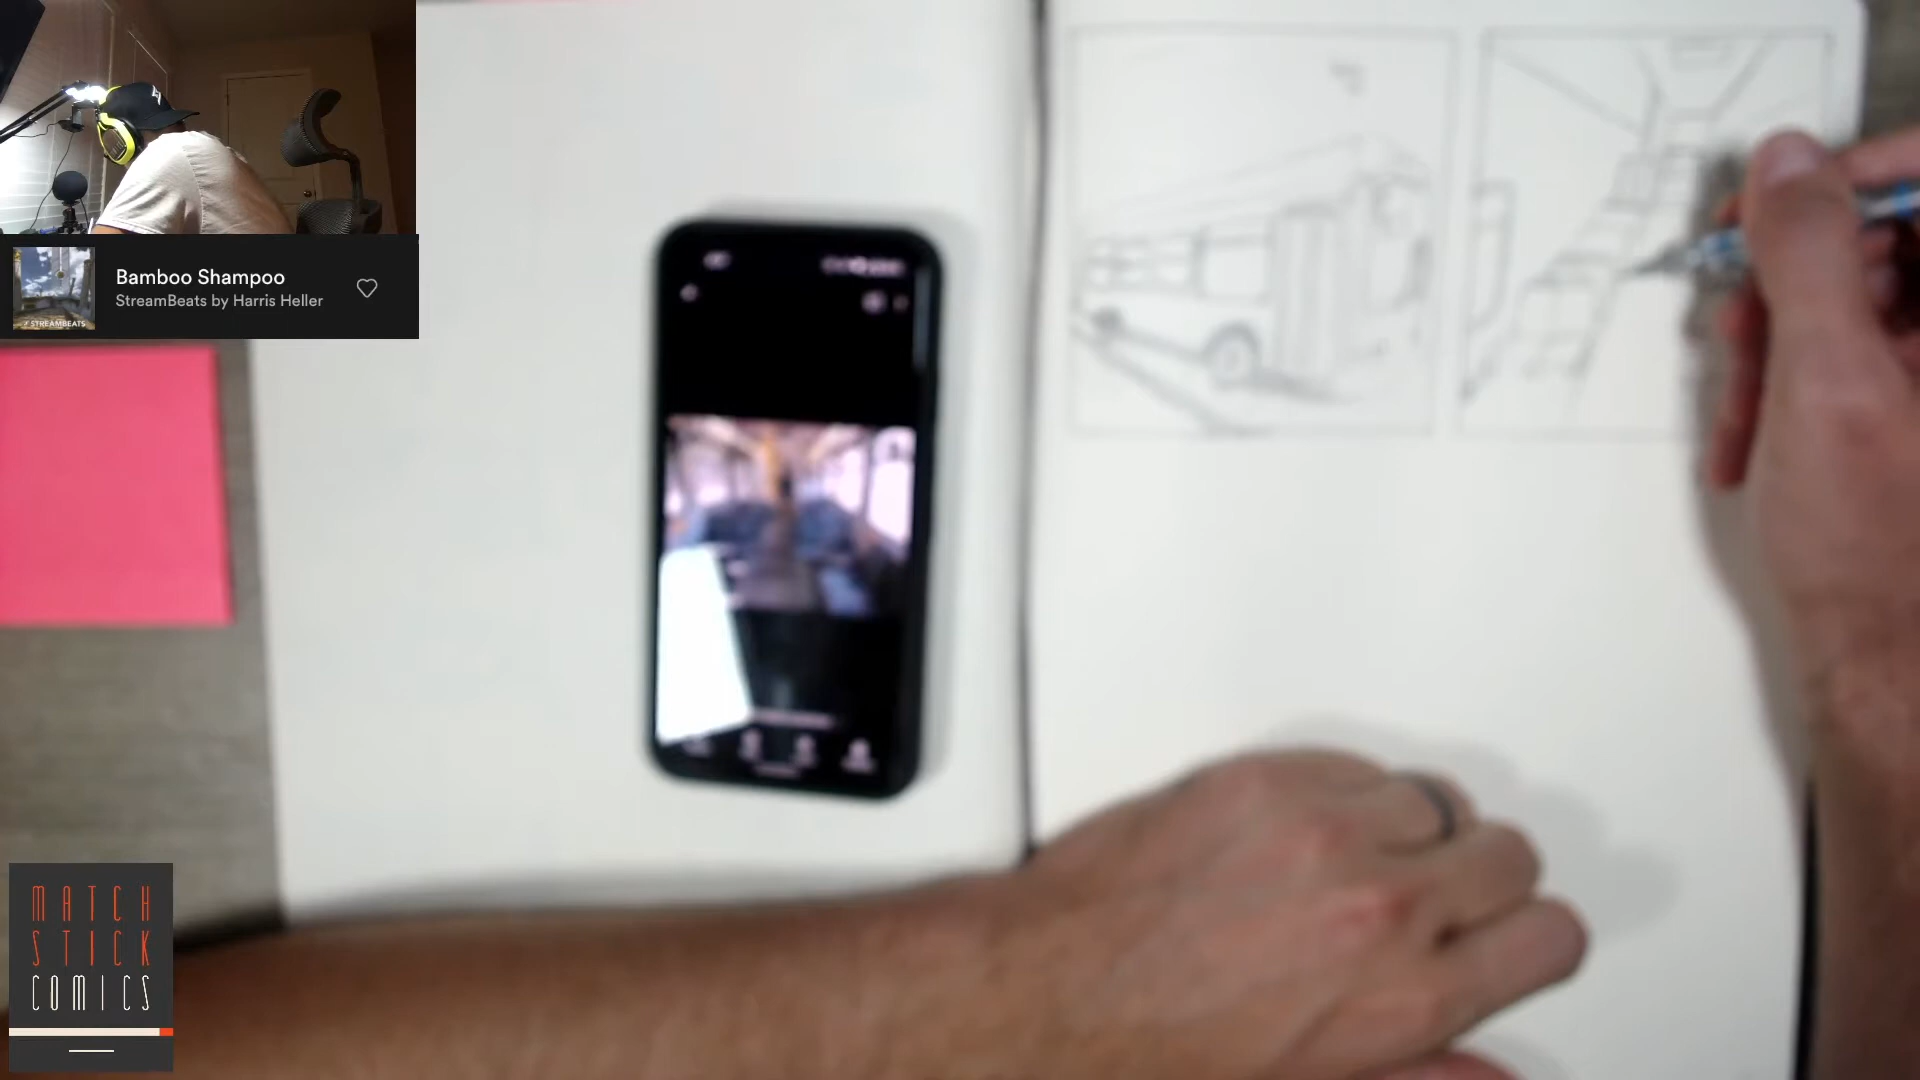 Bamboo Shampoo
StreamBeats by Harris Heller
STREAMBEATS
MATCH
STICK
COMICS